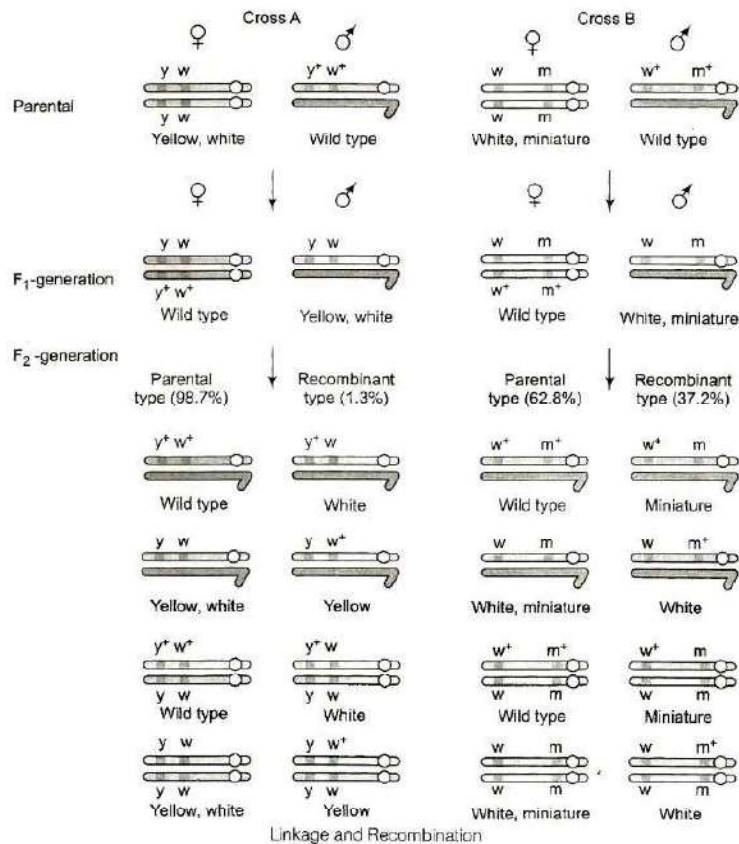 Cross A Cross B
♀ ♂ ♀ ♂
y w y⁺ w⁺ w m w⁺ m⁺
Parental
y w w m
Yellow, white Wild type White, miniature Wild type
♀ ♂ ♀ ♂
y w y w w m w m
F₁-generation
y⁺ w⁺ w⁺ m⁺
Wild type Yellow, white Wild type White, miniature
F₂ -generation
Parental Recombinant Parental Recombinant
type (98.7%) type (1.3%) type (62.8%) type (37.2%)
y⁺ w⁺ y⁺ w w⁺ m⁺ w⁺ m
Wild type White Wild type Miniature
y w y w⁺ w m w m⁺
Yellow, white Yellow White, miniature White
y⁺ w⁺ y⁺ w w⁺ m⁺ w⁺ m
y w y w w m w m
Wild type White Wild type Miniature
y w y w⁺ w m w m⁺
y w y w w m w m
Yellow, white Yellow White, miniature White
Linkage and Recombination